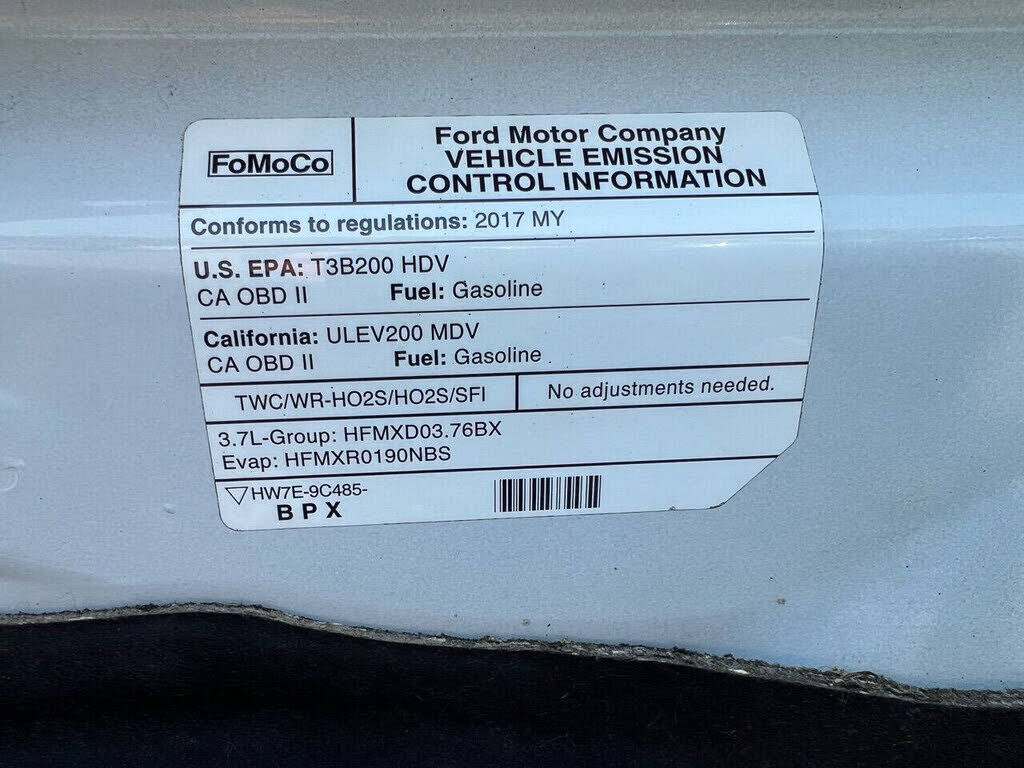 FoMoCo
Ford Motor Company
VEHICLE EMISSION
CONTROL INFORMATION
Conforms to regulations: 2017 MY
U.S. EPA: T3B200 HDV
CA OBD II Fuel: Gasoline
California: ULEV200 MDV
CA OBD II Fuel: Gasoline .
TWC/WR-HO2S/HO2S/SFI
No adjustments needed.
3.7L-Group: HFMXD03.76BX
Evap: HFMXR0190NBS
HW7E-9C485-
B P X